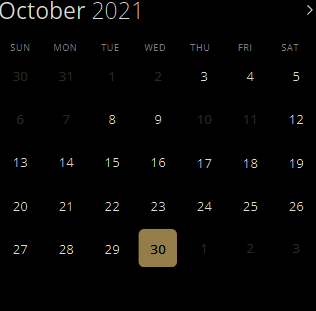 October 2021
SUN MON TUE WED THU FRI SAT
30 31 1 2 3 4 5
6 7 8 9 10 11 12
13 14 15 16 17 18 19
20 21 22 23 24 25 26
27 28 29 30 1 2 3